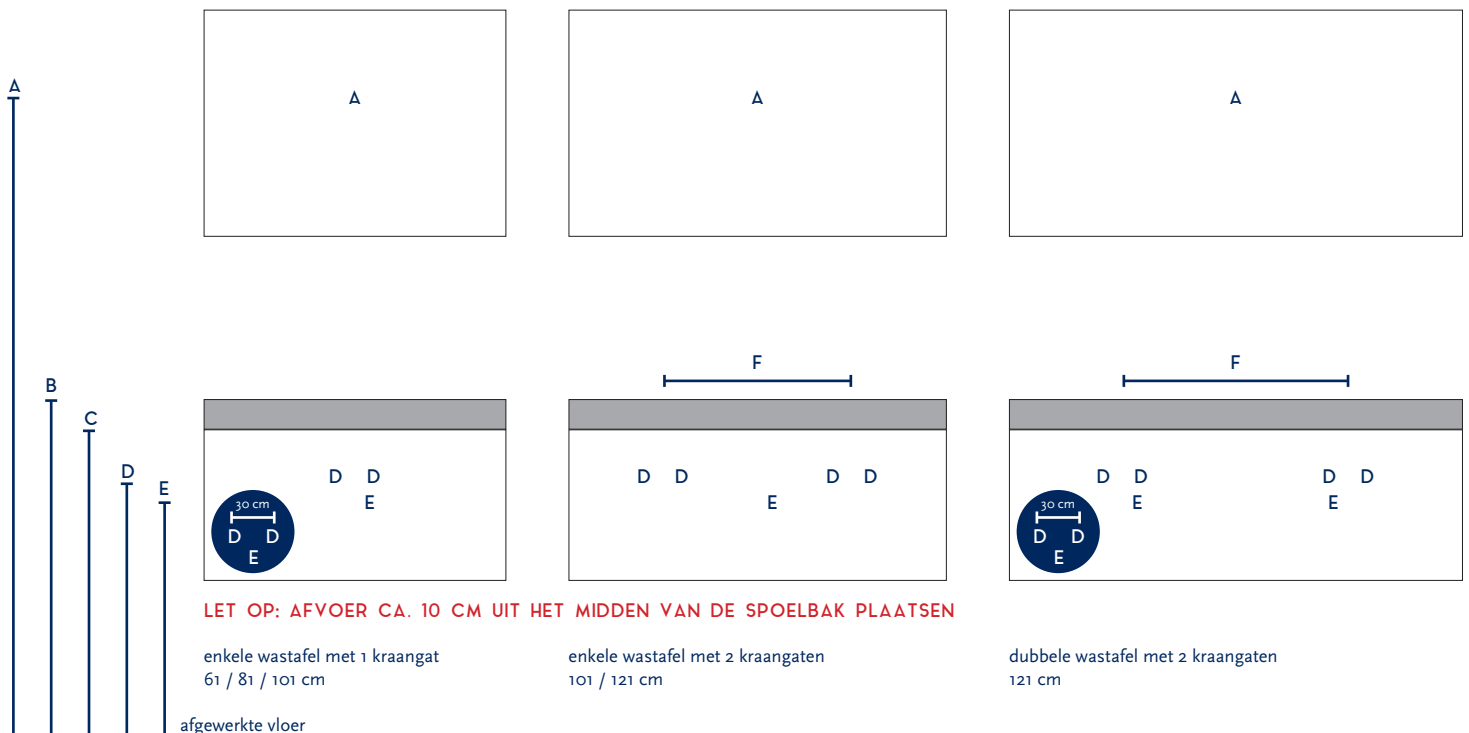 A
A
A
A
B
C
D
E
F
F
D D
E
D D
D D
E
D D
E
D D
E
30 cm
D D
E
30 cm
D D
E
LET OP: AFVOER CA. 10 CM UIT HET MIDDEN VAN DE SPOELBAK PLAATSEN
enkele wastafel met 1 kraangat
61 / 81 / 101 cm
enkele wastafel met 2 kraangaten
101 / 121 cm
dubbele wastafel met 2 kraangaten
121 cm
afgewerkte vloer